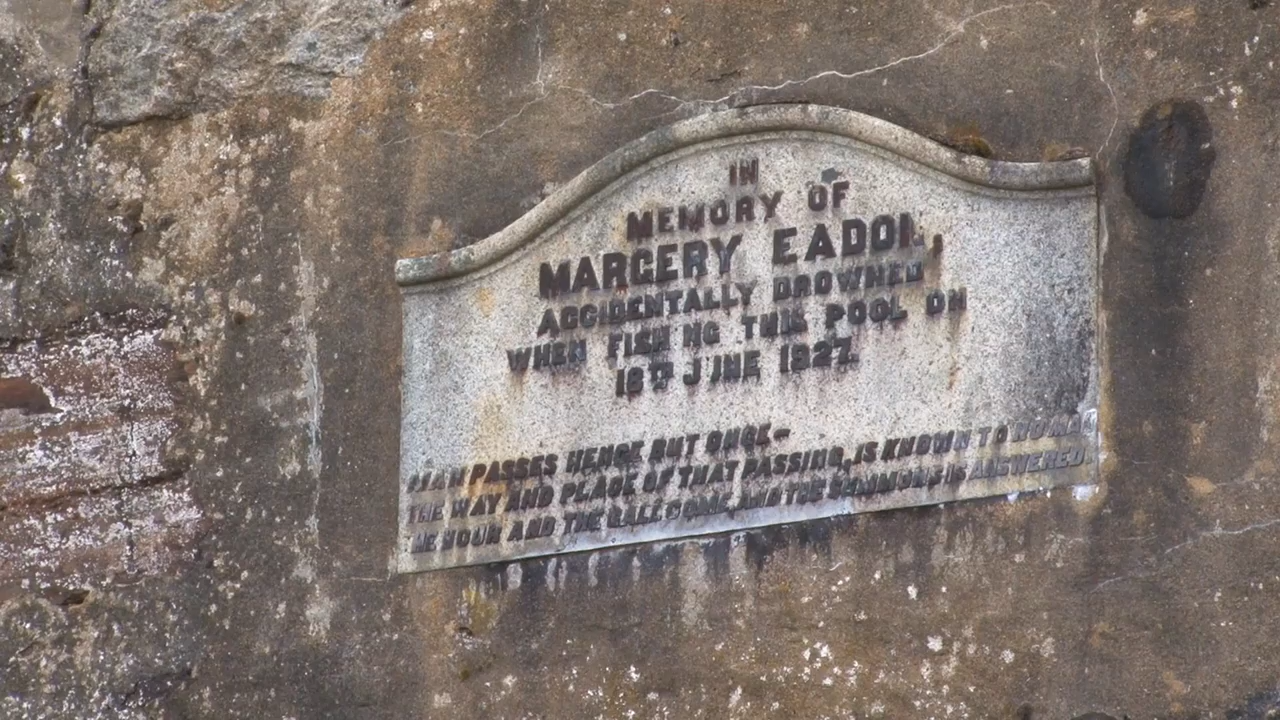 IN
MEMORY OF
MARGERY EADON,
ACCIDENTALLY DROWNED
WHEN FISHING THIS POOL ON
18TH JUNE 1927.
MAN PASSES HENCE BUT ONCE—
THE WAY AND PLACE OF THAT PASSING, IS KNOWN TO NO MAN
HE HOUR AND THE CALL COME AND THE SUMMONS IS ANSWERED.